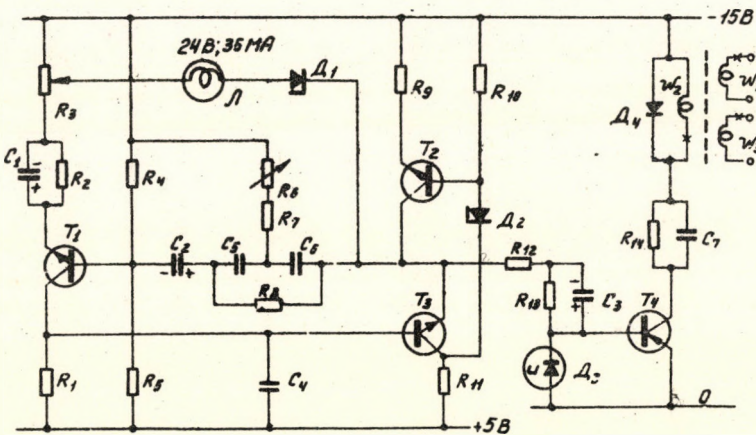 -15В
24В; 35МА
Л
Д1
R3
R9
R10
Д4
W2
W
W
C1
- +
R2
R4
R6
R7
T2
Д2
R14
C7
T1
C2
- +
C5
C6
R8
R12
R13
C3
- +
T3
T4
R1
R5
C4
R11
И
Д3
0
+5В